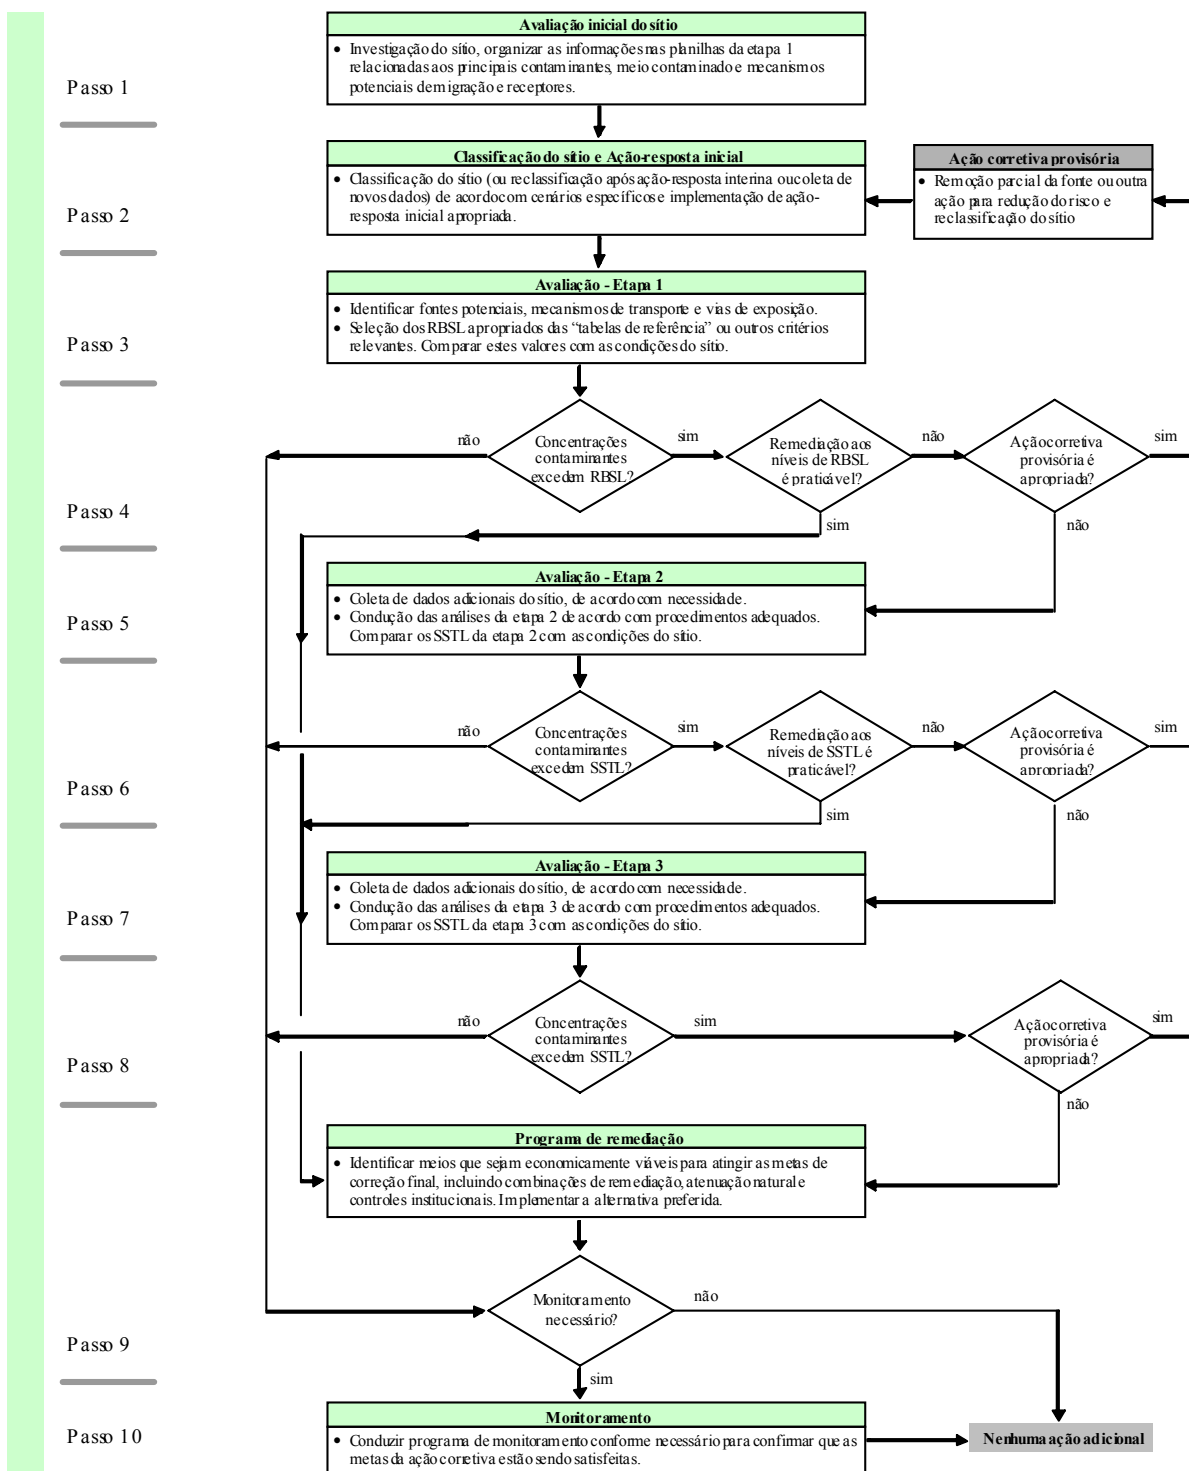 Avaliação inicial do sítio
• Investigação do sítio, organizar as informações nas planilhas da etapa 1
relacionadas aos principais contaminantes, meio contaminado e mecanismos
potenciais de migração e receptores.
Passo 1
Classificação do sítio e Ação-resposta inicial
• Classificação do sítio (ou reclassificação após ação-resposta interina ou coleta de
novos dados) de acordo com cenários específicos e implementação de ação-
resposta inicial apropriada.
Ação corretiva provisória
• Remoção parcial da fonte ou outra
ação para redução do risco e
reclassificação do sítio
Passo 2
Avaliação - Etapa 1
• Identificar fontes potenciais, mecanismos de transporte e vias de exposição.
• Seleção dos RBSL apropriados das “tabelas de referência” ou outros critérios
relevantes. Comparar estes valores com as condições do sítio.
Passo 3
não
Concentrações
contaminantes
excedem RBSL?
sim
Remediação aos
níveis de RBSL
é praticável?
não
Ação corretiva
provisória é
apropriada?
sim
Passo 4
sim
não
Avaliação - Etapa 2
• Coleta de dados adicionais do sítio, de acordo com necessidade.
• Condução das análises da etapa 2 de acordo com procedimentos adequados.
Comparar os SSTL da etapa 2 com as condições do sítio.
Passo 5
não
Concentrações
contaminantes
excedem SSTL?
sim
Remediação aos
níveis de SSTL é
praticável?
não
Ação corretiva
provisória é
apropriada?
sim
Passo 6
sim
não
Avaliação - Etapa 3
• Coleta de dados adicionais do sítio, de acordo com necessidade.
• Condução das análises da etapa 3 de acordo com procedimentos adequados.
Comparar os SSTL da etapa 3 com as condições do sítio.
Passo 7
não
Concentrações
contaminantes
excedem SSTL?
sim
Ação corretiva
provisória é
apropriada?
sim
Passo 8
não
Programa de remediação
• Identificar meios que sejam economicamente viáveis para atingir as metas de
correção final, incluindo combinações de remediação, atenuação natural e
controles institucionais. Implementar a alternativa preferida.
Monitoramento
necessário?
não
Passo 9
sim
Monitoramento
• Conduzir programa de monitoramento conforme necessário para confirmar que as
metas da ação corretiva estão sendo satisfeitas.
Passo 10
Nenhuma ação adicional